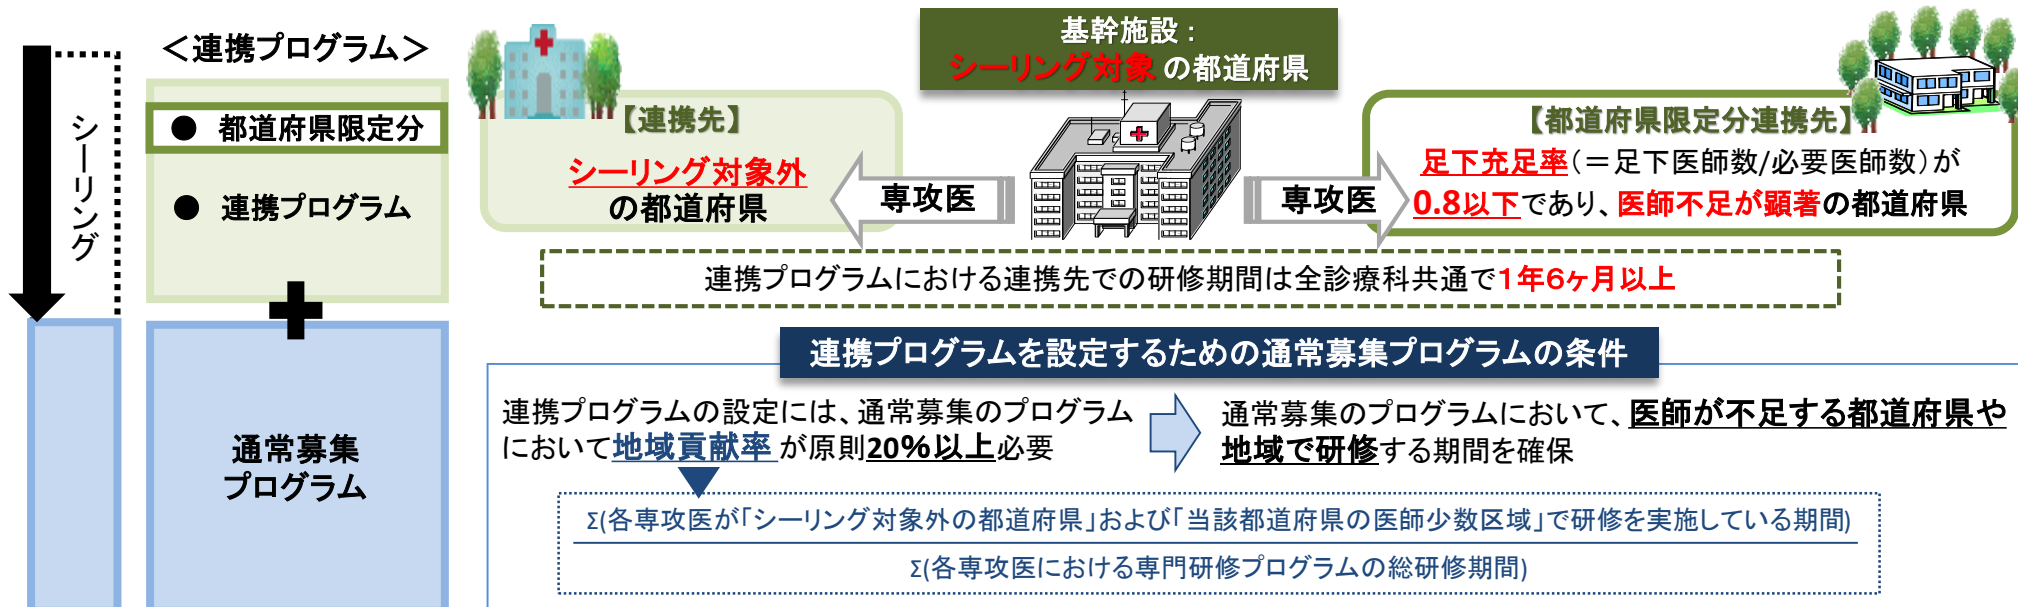 シーリング
＜連携プログラム＞
● 都道府県限定分
● 連携プログラム
通常募集
プログラム
基幹施設：
シーリング対象 の都道府県
【連携先】
シーリング対象外
の都道府県
専攻医
専攻医
【都道府県限定分連携先】
足下充足率（＝足下医師数/必要医師数）が
0.8以下であり、医師不足が顕著の都道府県
連携プログラムにおける連携先での研修期間は全診療科共通で１年６ヶ月以上
連携プログラムを設定するための通常募集プログラムの条件
連携プログラムの設定には、通常募集のプログラム
において地域貢献率 が原則20％以上必要
通常募集のプログラムにおいて、医師が不足する都道府県や
地域で研修する期間を確保
Σ(各専攻医が「シーリング対象外の都道府県」および「当該都道府県の医師少数区域」で研修を実施している期間)
Σ(各専攻医における専門研修プログラムの総研修期間)